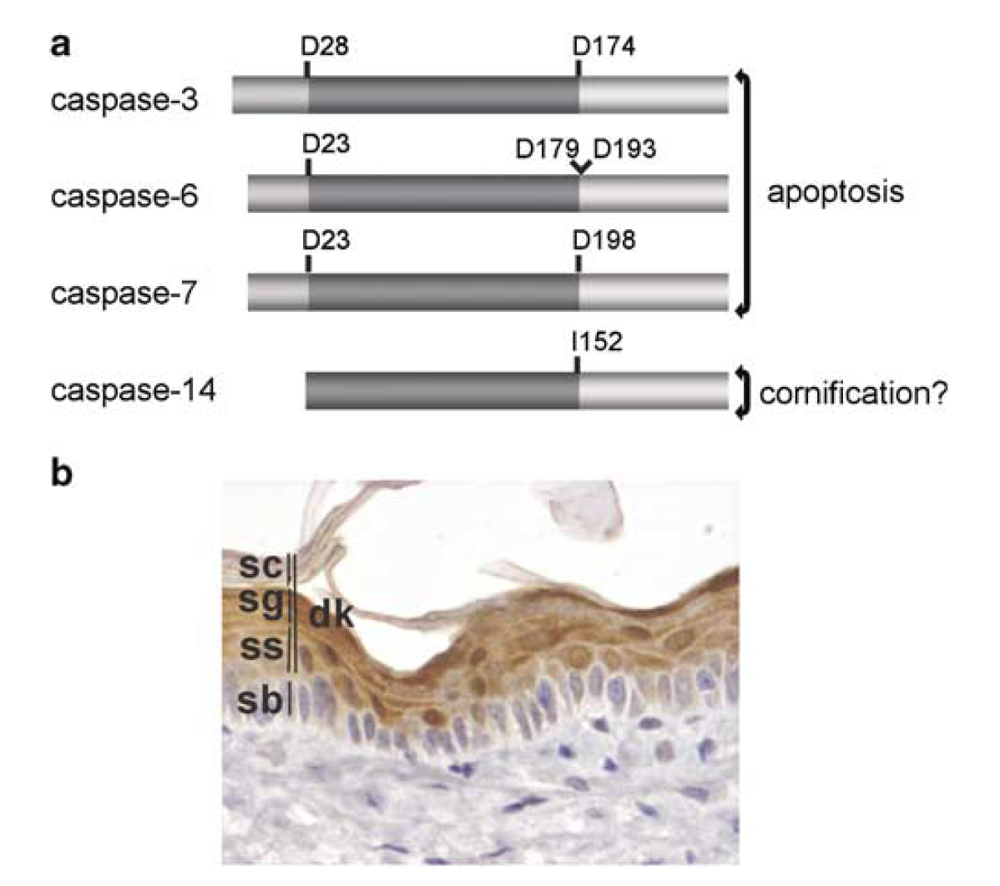 a
D28 D174
caspase-3
D23 D179 D193
caspase-6
apoptosis
D23 D198
caspase-7
I152
caspase-14
cornification?
b
sc
sg
dk
ss
sb